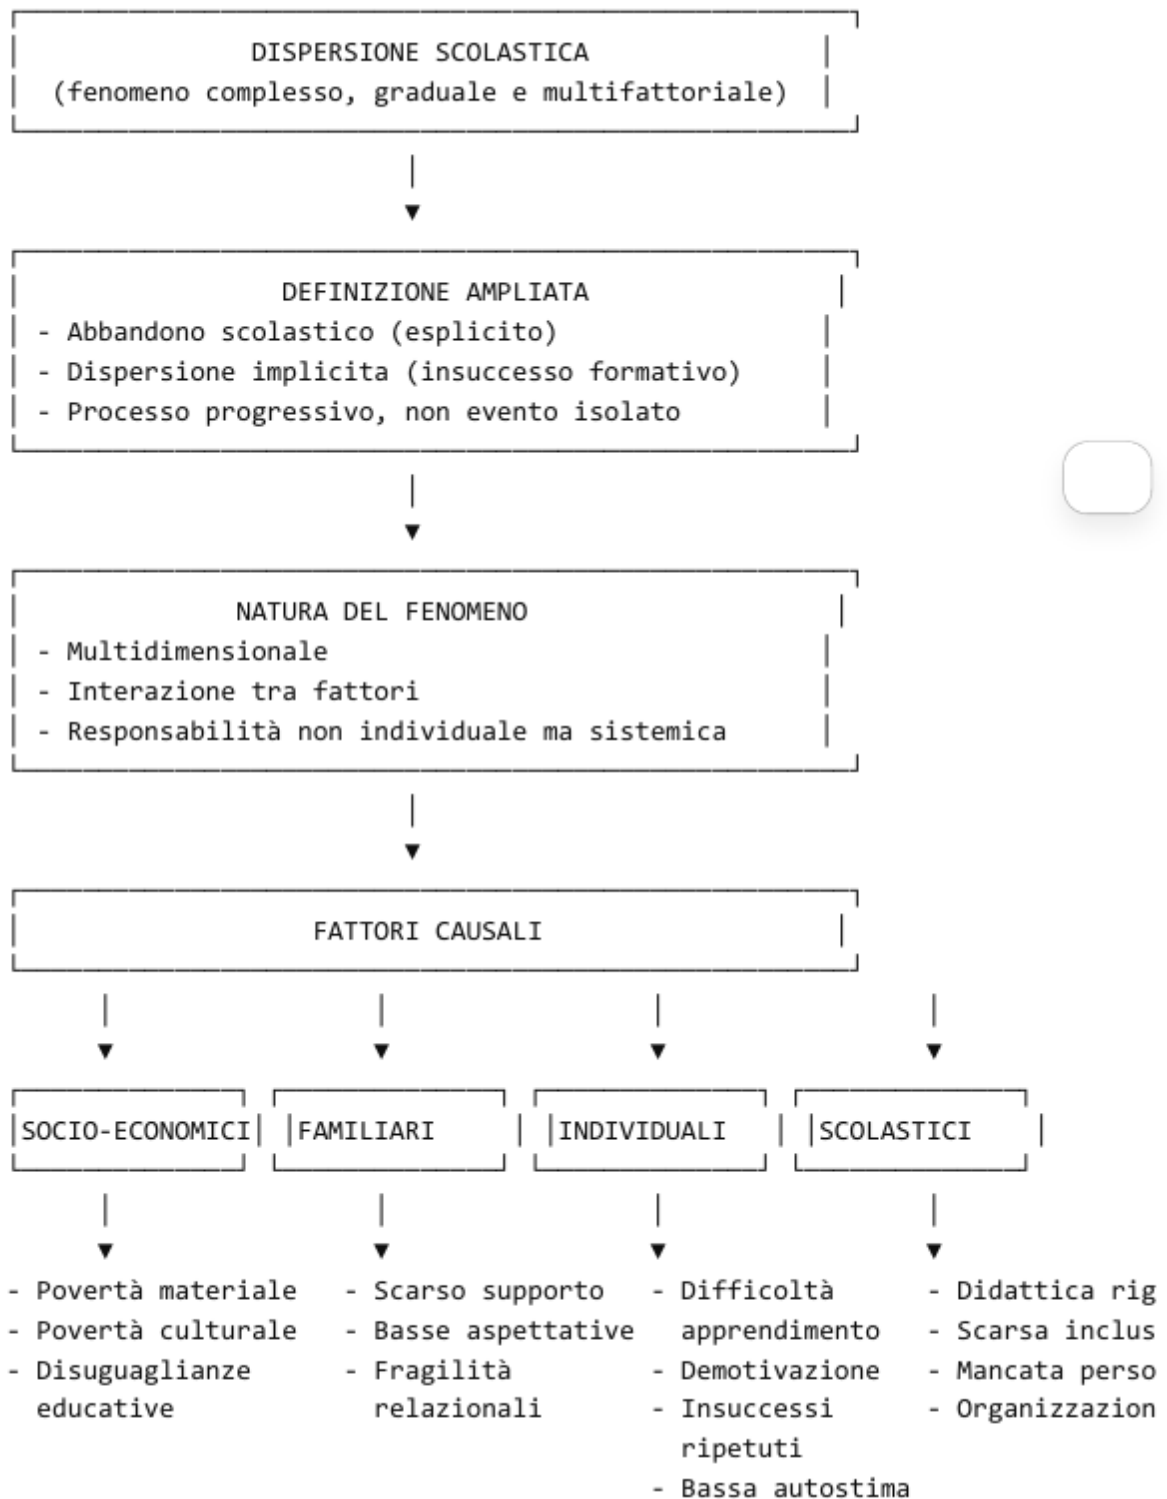 DISPERSIONE SCOLASTICA
(fenomeno complesso, graduale e multifattoriale)
DEFINIZIONE AMPLIATA
- Abbandono scolastico (esplicito)
- Dispersione implicita (insuccesso formativo)
- Processo progressivo, non evento isolato
NATURA DEL FENOMENO
- Multidimensionale
- Interazione tra fattori
- Responsabilità non individuale ma sistemica
FATTORI CAUSALI
SOCIO-ECONOMICI
- Povertà materiale
- Povertà culturale
- Disuguaglianze
educative
FAMILIARI
- Scarso supporto
- Basse aspettative
- Fragilità
relazionali
INDIVIDUALI
- Difficoltà
apprendimento
- Demotivazione
- Insuccessi
ripetuti
- Bassa autostima
SCOLASTICI
- Didattica rig
- Scarsa inclus
- Mancata perso
- Organizzazion